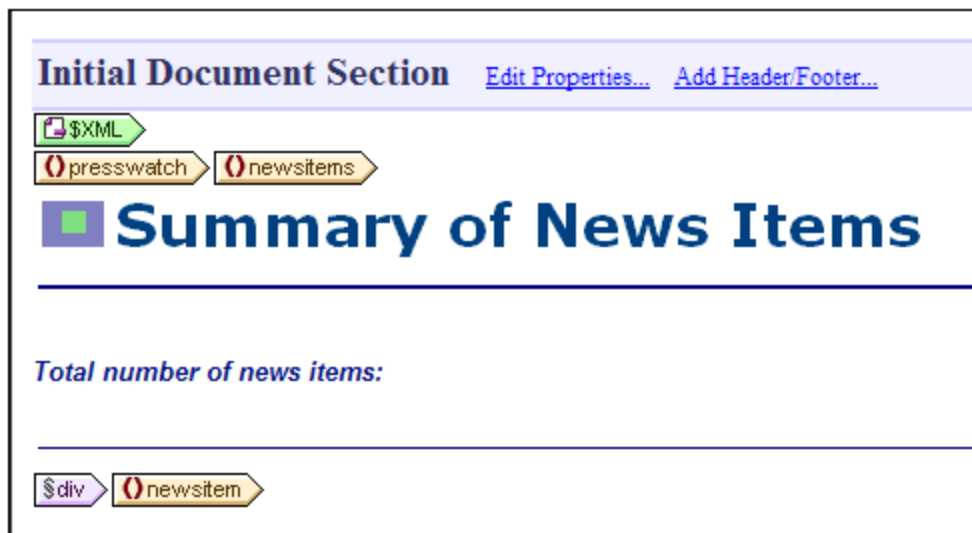 Initial Document Section Edit Properties... Add Header/Footer...
$XML
()presswatch ()newsitems
Summary of News Items
Total number of news items:
§div ()newsitem